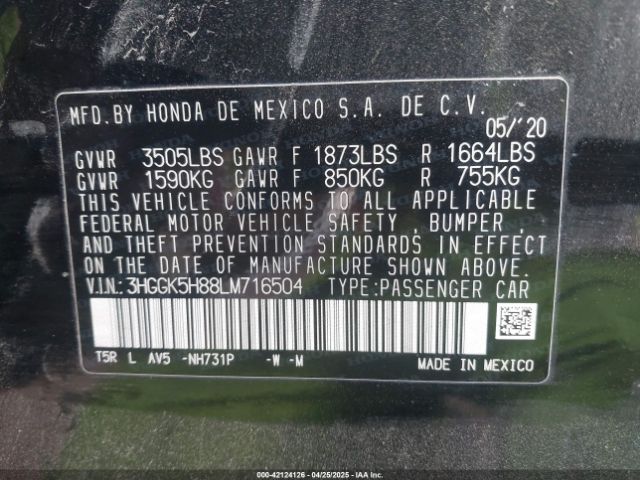 MFD.BY HONDA DE MEXICO S.A. DE C.V.
05/'20
GVWR 3505LBS GAWR F 1873LBS R 1664LBS
GVWR 1590KG GAWR F 850KG R 755KG
THIS VEHICLE CONFORMS TO ALL APPLICABLE
FEDERAL MOTOR VEHICLE SAFETY , BUMPER ,
AND THEFT PREVENTION STANDARDS IN EFFECT
ON THE DATE OF MANUFACTURE SHOWN ABOVE.
V.I.N.: 3HGGK5H88LM716504 TYPE:PASSENGER CAR
T5R L AV5 -NH731P -W -M
MADE IN MEXICO
000-42124126 - 04/25/2025 - IAA Inc.